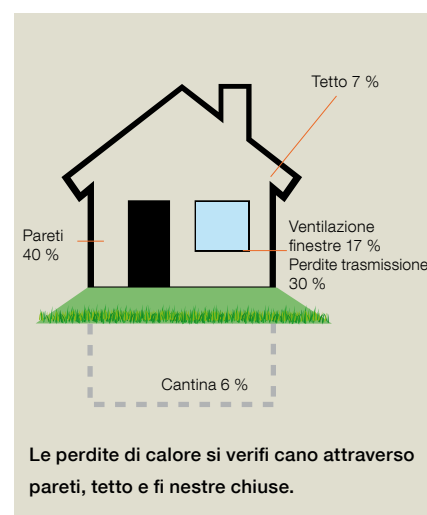 Tetto 7 %
Pareti
40 %
Ventilazione
finestre 17 %
Perdite trasmissione
30 %
Cantina 6 %
Le perdite di calore si verifi cano attraverso
pareti, tetto e fi nestre chiuse.